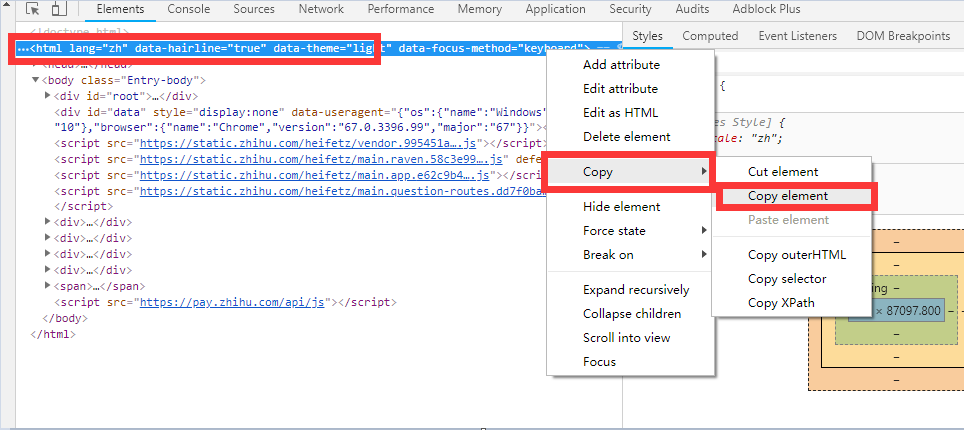 Elements Console Sources Network Performance Memory Application Security Audits Adblock Plus
<!doctype html>
...<html lang="zh" data-hairline="true" data-theme="light" data-focus-method="keyboard"> ==
<head>…</head>
<body class="Entry-body">
<div id="root">…</div>
<div id="data" style="display:none" data-useragent="{"os":{"name":"Windows"
"10"},"browser":{"name":"Chrome","version":"67.0.3396.99","major":"67"}}">
<script src="https://static.zhihu.com/heifetz/vendor.995451a….js"></script>
<script src="https://static.zhihu.com/heifetz/main.raven.58c3e99….js" defe
<script src="https://static.zhihu.com/heifetz/main.app.e62c9b4….js"></scri
<script src="https://static.zhihu.com/heifetz/main.question-routes.dd7f0ba
</script>
<div>…</div>
<div>…</div>
<div>…</div>
<span>…</span>
<script src="https://pay.zhihu.com/api/js"></script>
</body>
</html>
Add attribute
Edit attribute
Edit as HTML
Delete element
Copy
Hide element
Force state
Break on
Expand recursively
Collapse children
Scroll into view
Focus
Cut element
Copy element
Paste element
Copy outerHTML
Copy selector
Copy XPath
Styles Computed Event Listeners DOM Breakpoints
{
es Style] {
cale: "zh";
ng –
× 87097.800